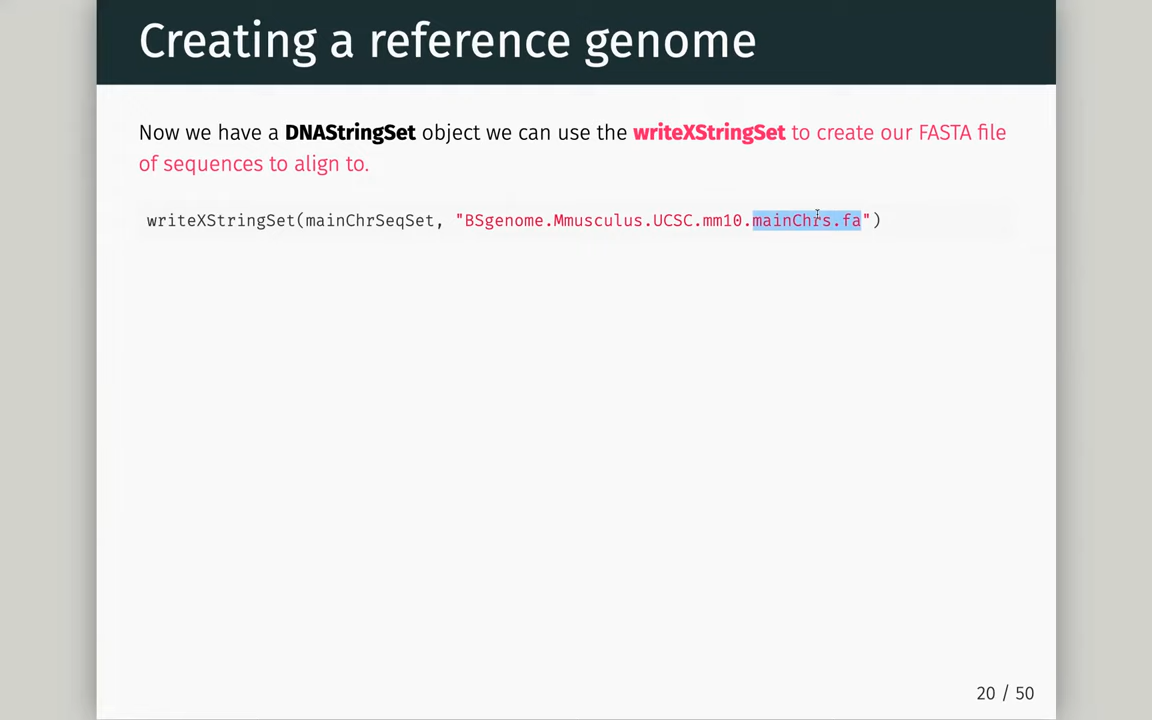 Creating a reference genome
Now we have a DNAStringSet object we can use the writeXStringSet to create our FASTA file
of sequences to align to.
writeXStringSet(mainChrSeqSet, "BSgenome.Mmusculus.UCSC.mm10.mainChrs.fa")
20 / 50